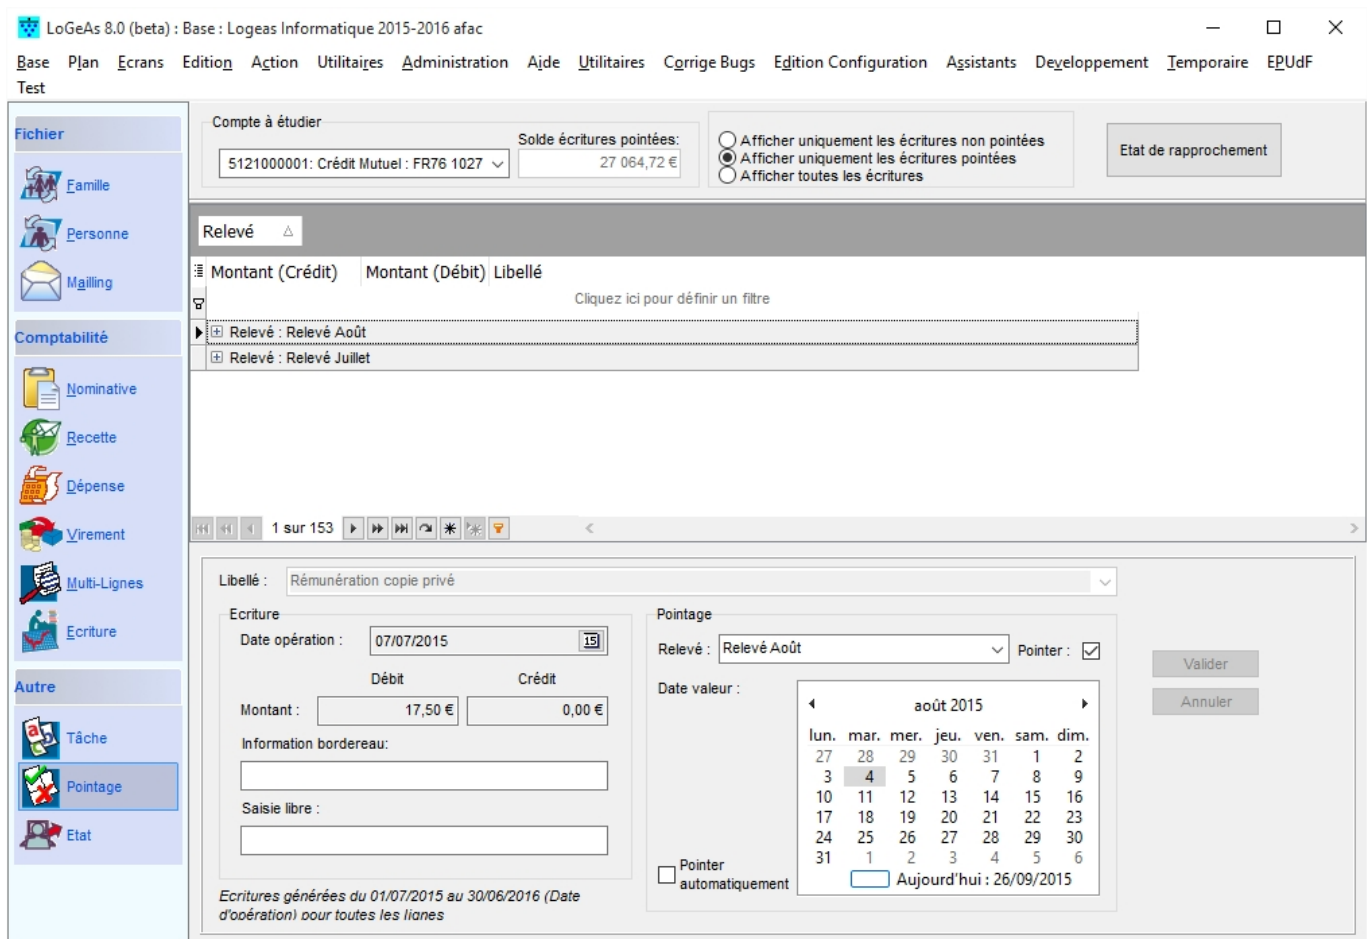 LoGeAs 8.0 (beta) : Base : Logeas Informatique 2015-2016 afac
Base Plan Ecrans Edition Action Utilitaires Administration Aide Utilitaires Corrige Bugs Edition Configuration Assistants Developpement Temporaire EPUdF
Test
Fichier
Famille
Personne
Mailling
Comptabilité
Nominative
Recette
Dépense
Virement
Multi-Lignes
Ecriture
Autre
Tâche
Pointage
Etat
Compte à étudier
5121000001: Crédit Mutuel : FR76 1027
Solde écritures pointées:
27 064,72 €
Afficher uniquement les écritures non pointées
Afficher uniquement les écritures pointées
Afficher toutes les écritures
Etat de rapprochement
Relevé
Montant (Crédit) Montant (Débit) Libellé
Cliquez ici pour définir un filtre
Relevé : Relevé Août
Relevé : Relevé Juillet
1 sur 153
Libellé : Rémunération copie privé
Ecriture
Date opération : 07/07/2015 15
Débit Crédit
Montant : 17,50 € 0,00 €
Information bordereau:
Saisie libre :
Ecritures générées du 01/07/2015 au 30/06/2016 (Date
d'opération) pour toutes les lignes
Pointage
Relevé : Relevé Août Pointer :
Date valeur :
août 2015
lun. mar. mer. jeu. ven. sam. dim.
27 28 29 30 31 1 2
3 4 5 6 7 8 9
10 11 12 13 14 15 16
17 18 19 20 21 22 23
24 25 26 27 28 29 30
31 1 2 3 4 5 6
Aujourd'hui : 26/09/2015
Pointer
automatiquement
Valider
Annuler